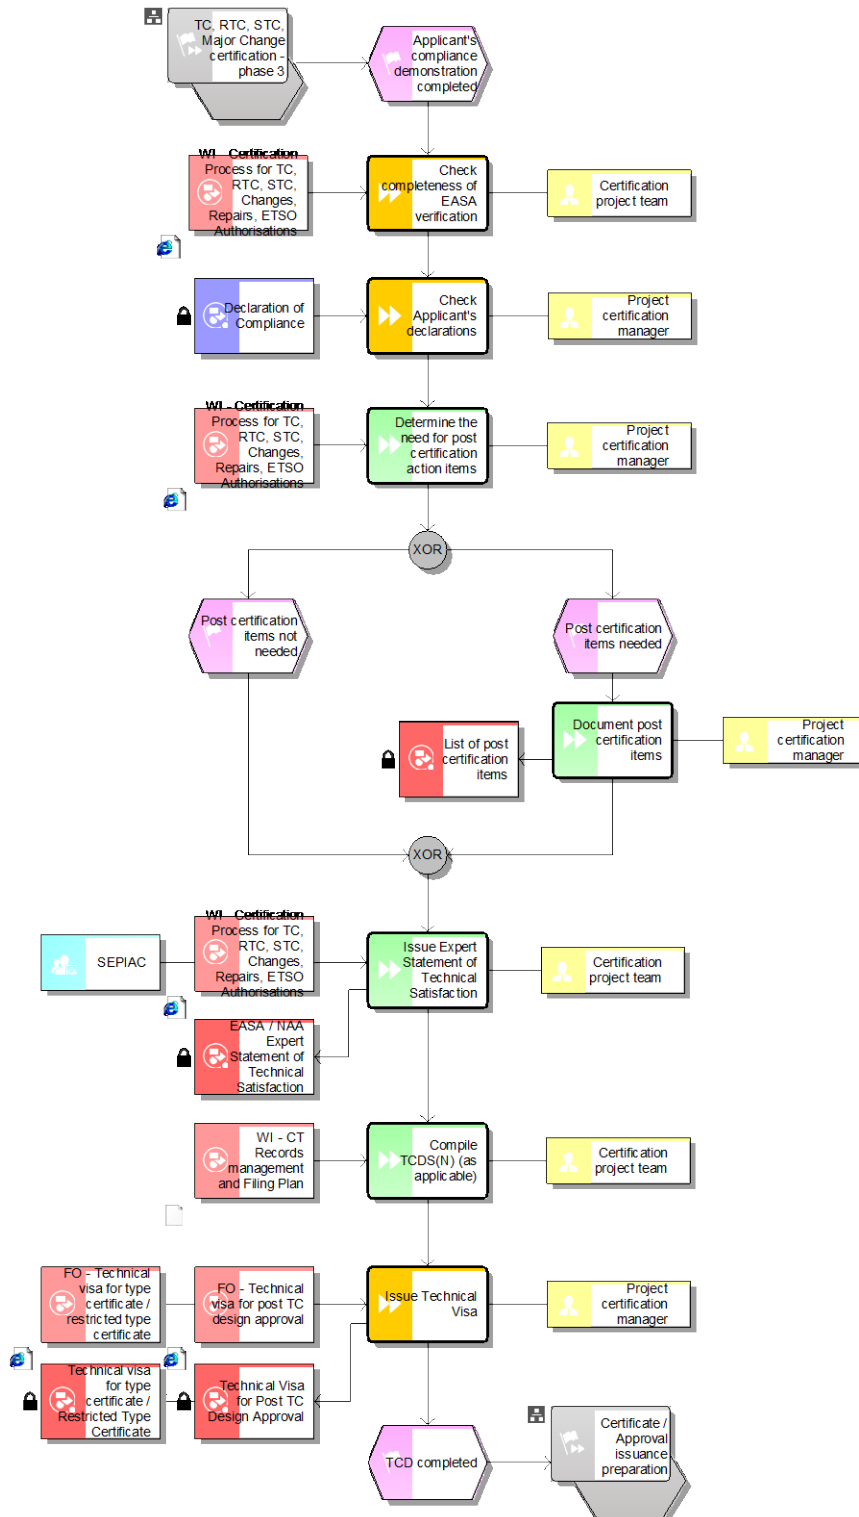 TC, RTC, STC,
Major Change
certification -
phase 3
Applicant's
compliance
demonstration
completed
WI - Certification
Process for TC,
RTC, STC,
Changes,
Repairs, ETSO
Authorisations
Check
completeness of
EASA
verification
Certification
project team
Declaration of
Compliance
Check
Applicant's
declarations
Project
certification
manager
WI - Certification
Process for TC,
RTC, STC,
Changes,
Repairs, ETSO
Authorisations
Determine the
need for post
certification
action items
Project
certification
manager
XOR
Post certification
items not
needed
Post certification
items needed
List of post
certification
items
Document post
certification
items
Project
certification
manager
XOR
SEPIAC
WI - Certification
Process for TC,
RTC, STC,
Changes,
Repairs, ETSO
Authorisations
Issue Expert
Statement of
Technical
Satisfaction
Certification
project team
EASA / NAA
Expert
Statement of
Technical
Satisfaction
WI - CT
Records
management
and Filing Plan
Compile
TCDS(N) (as
applicable)
Certification
project team
FO - Technical
visa for type
certificate /
restricted type
certificate
FO - Technical
visa for post TC
design approval
Issue Technical
Visa
Project
certification
manager
Technical visa
for type
certificate /
Restricted Type
Certificate
Technical Visa
for Post TC
Design Approval
TCD completed
Certificate /
Approval
issuance
preparation